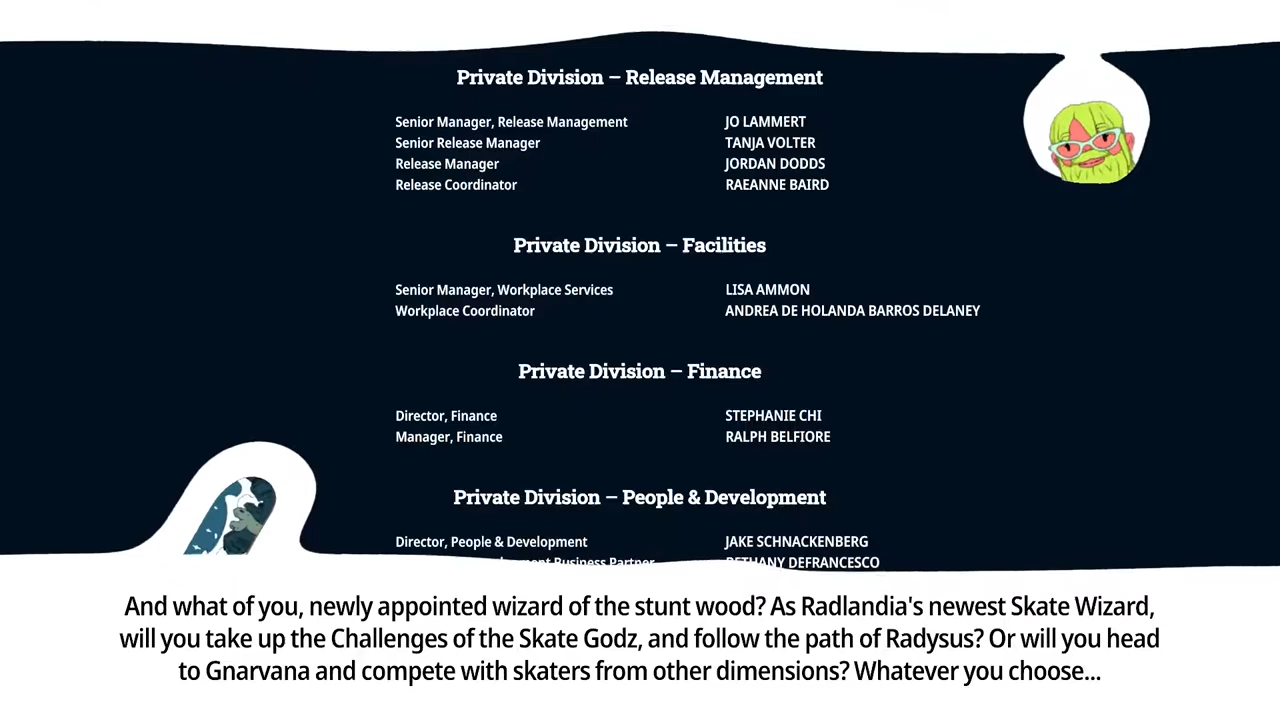 Private Division – Release Management
Senior Manager, Release Management JO LAMMERT
Senior Release Manager TANJA VOLTER
Release Manager JORDAN DODDS
Release Coordinator RAEANNE BAIRD
Private Division – Facilities
Senior Manager, Workplace Services LISA AMMON
Workplace Coordinator ANDREA DE HOLANDA BARROS DELANEY
Private Division – Finance
Director, Finance STEPHANIE CHI
Manager, Finance RALPH BELFIORE
Private Division – People & Development
Director, People & Development JAKE SCHNACKENBERG
Business Partner BETHANY DEFRANCESCO
And what of you, newly appointed wizard of the stunt wood? As Radlandia's newest Skate Wizard,
will you take up the Challenges of the Skate Godz, and follow the path of Radysus? Or will you head
to Gnarvana and compete with skaters from other dimensions? Whatever you choose...